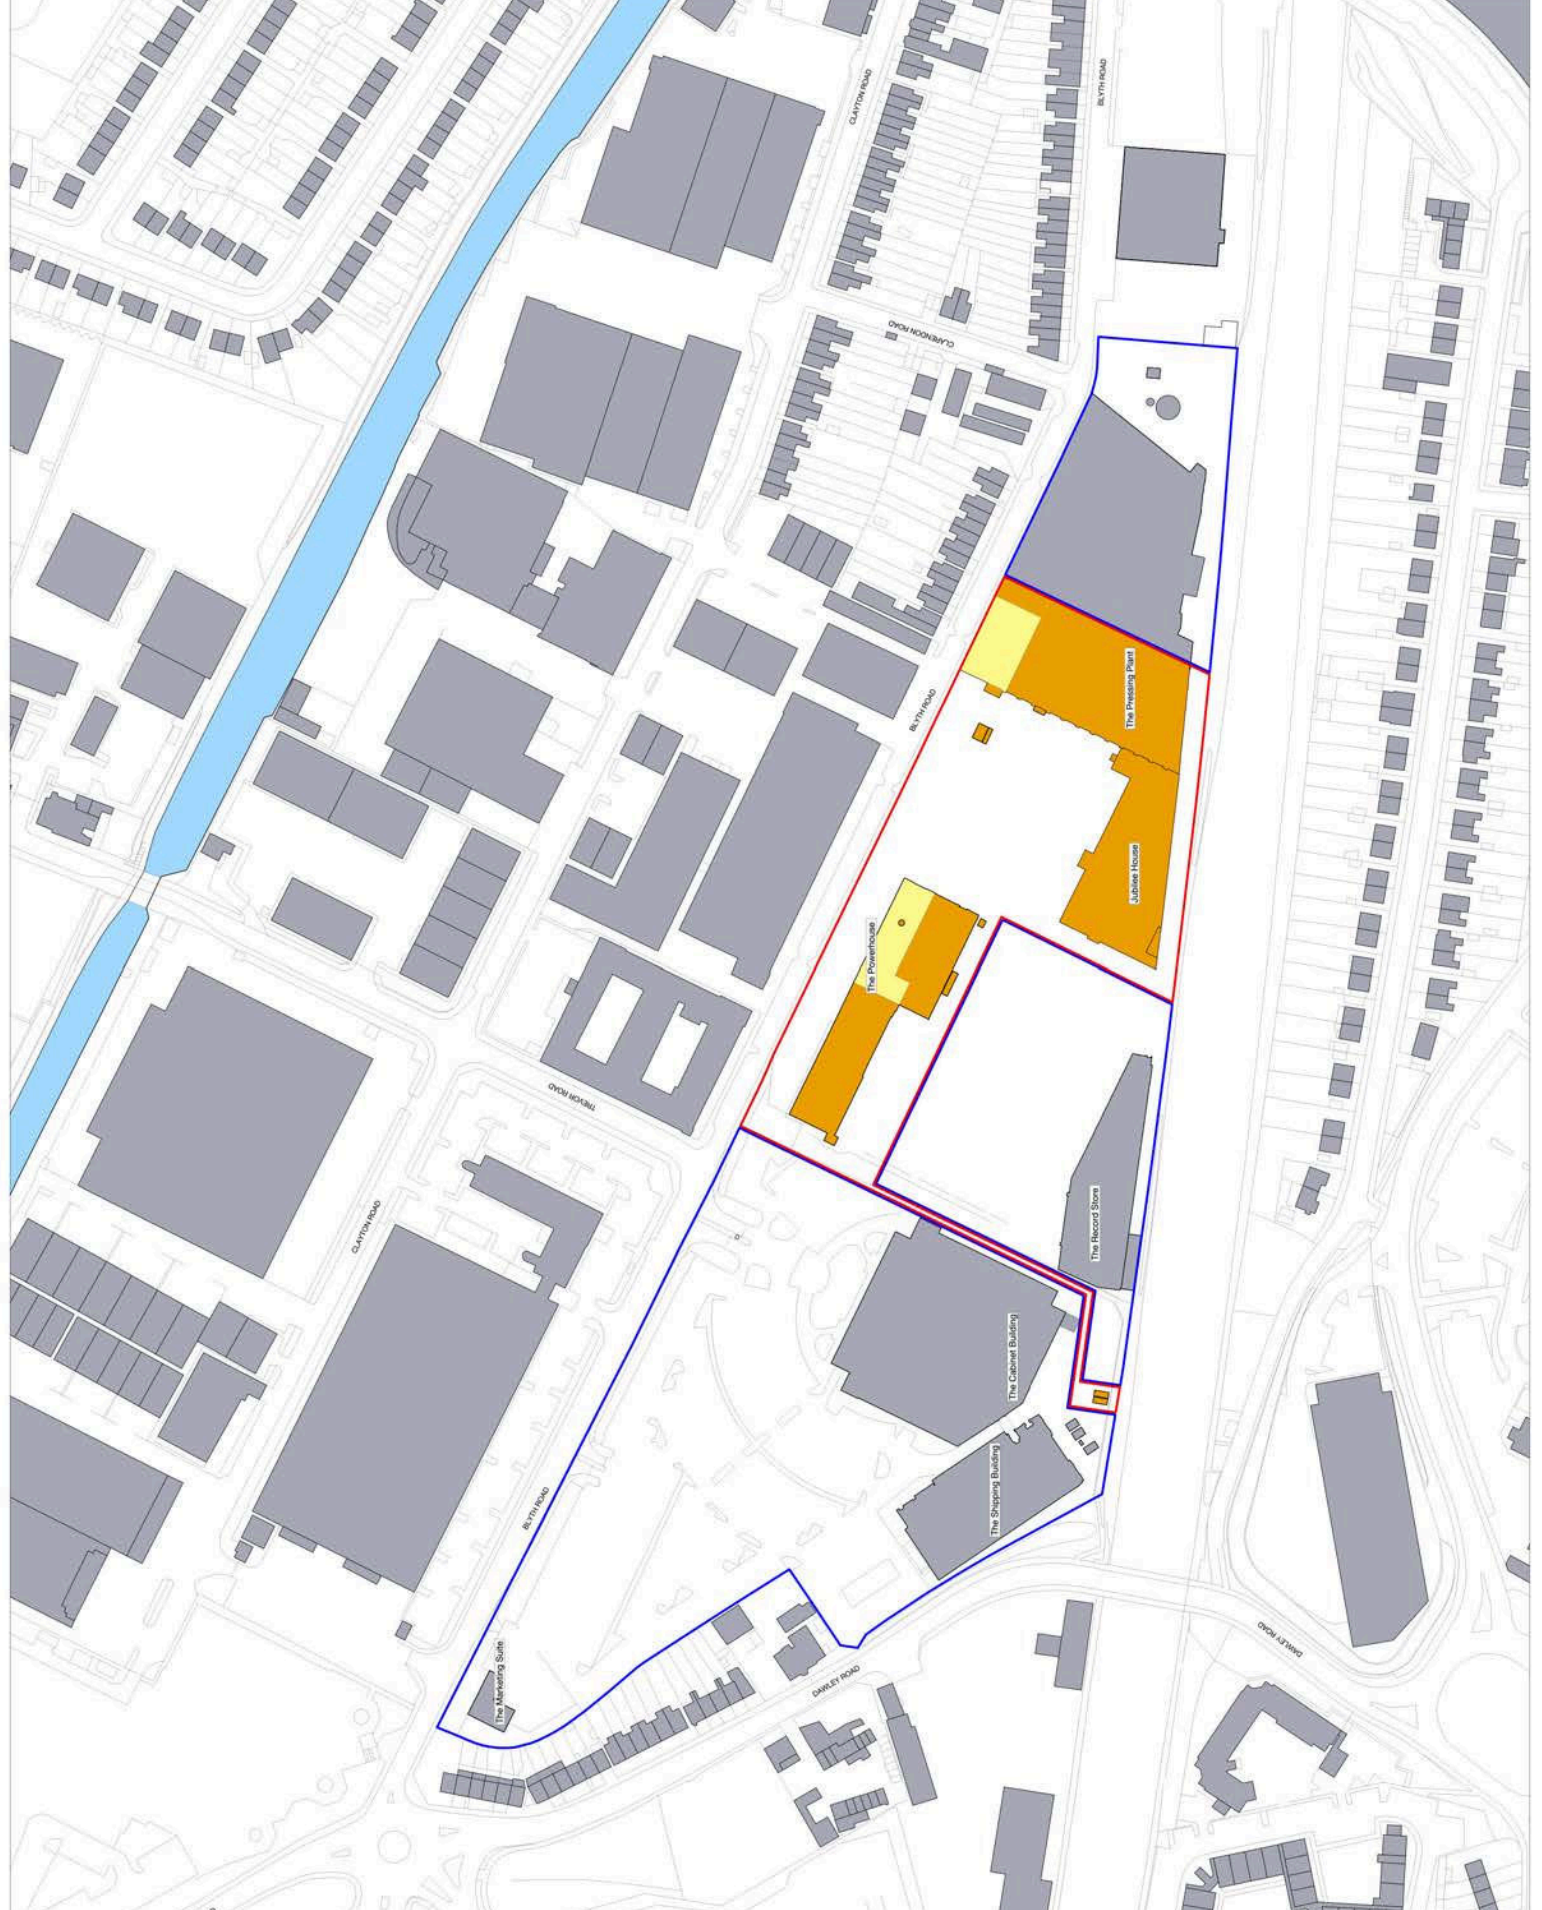 CLAYTON ROAD
BLYTH ROAD
CLARENDON ROAD
The Pressing Plant
BLYTH ROAD
Jubilee House
The Powerhouse
TREVOR ROAD
The Record Store
CLAYTON ROAD
The Cabinet Building
The Shipping Building
BLYTH ROAD
The Marketing Suite
DAWLEY ROAD
DAWLEY ROAD